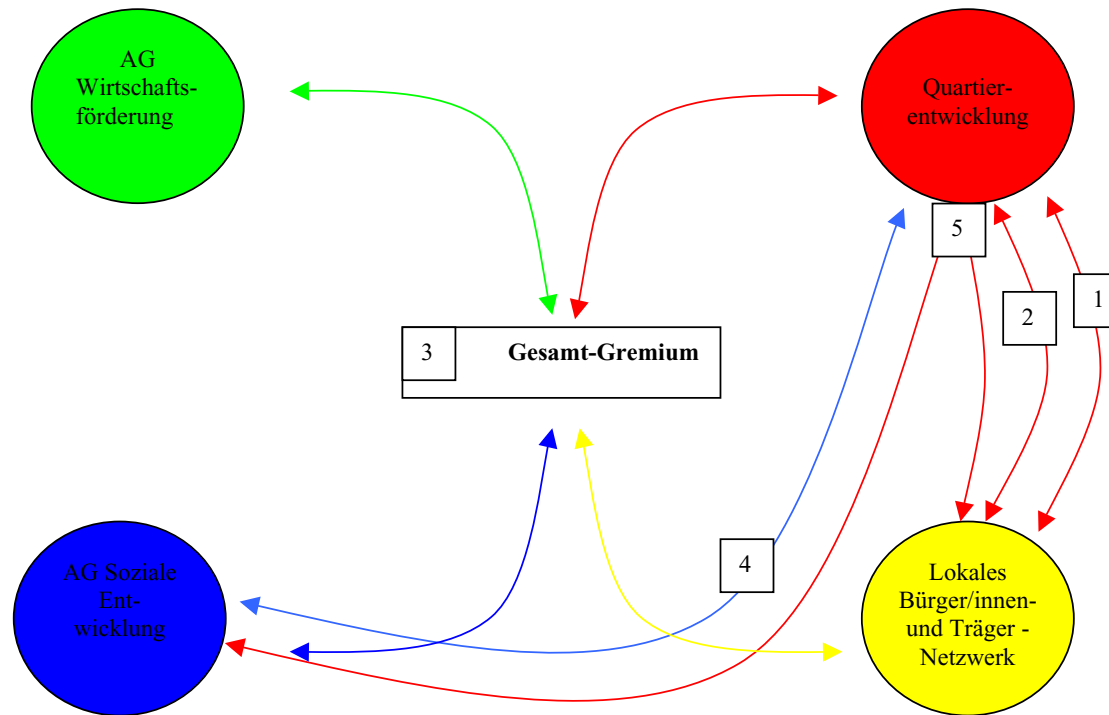 AG
Wirtschafts-
förderung
Quartier-
entwicklung
5
1
2
3
Gesamt-Gremium
4
AG Soziale
Ent-
wicklung
Lokales
Bürger/innen-
und Träger -
Netzwerk